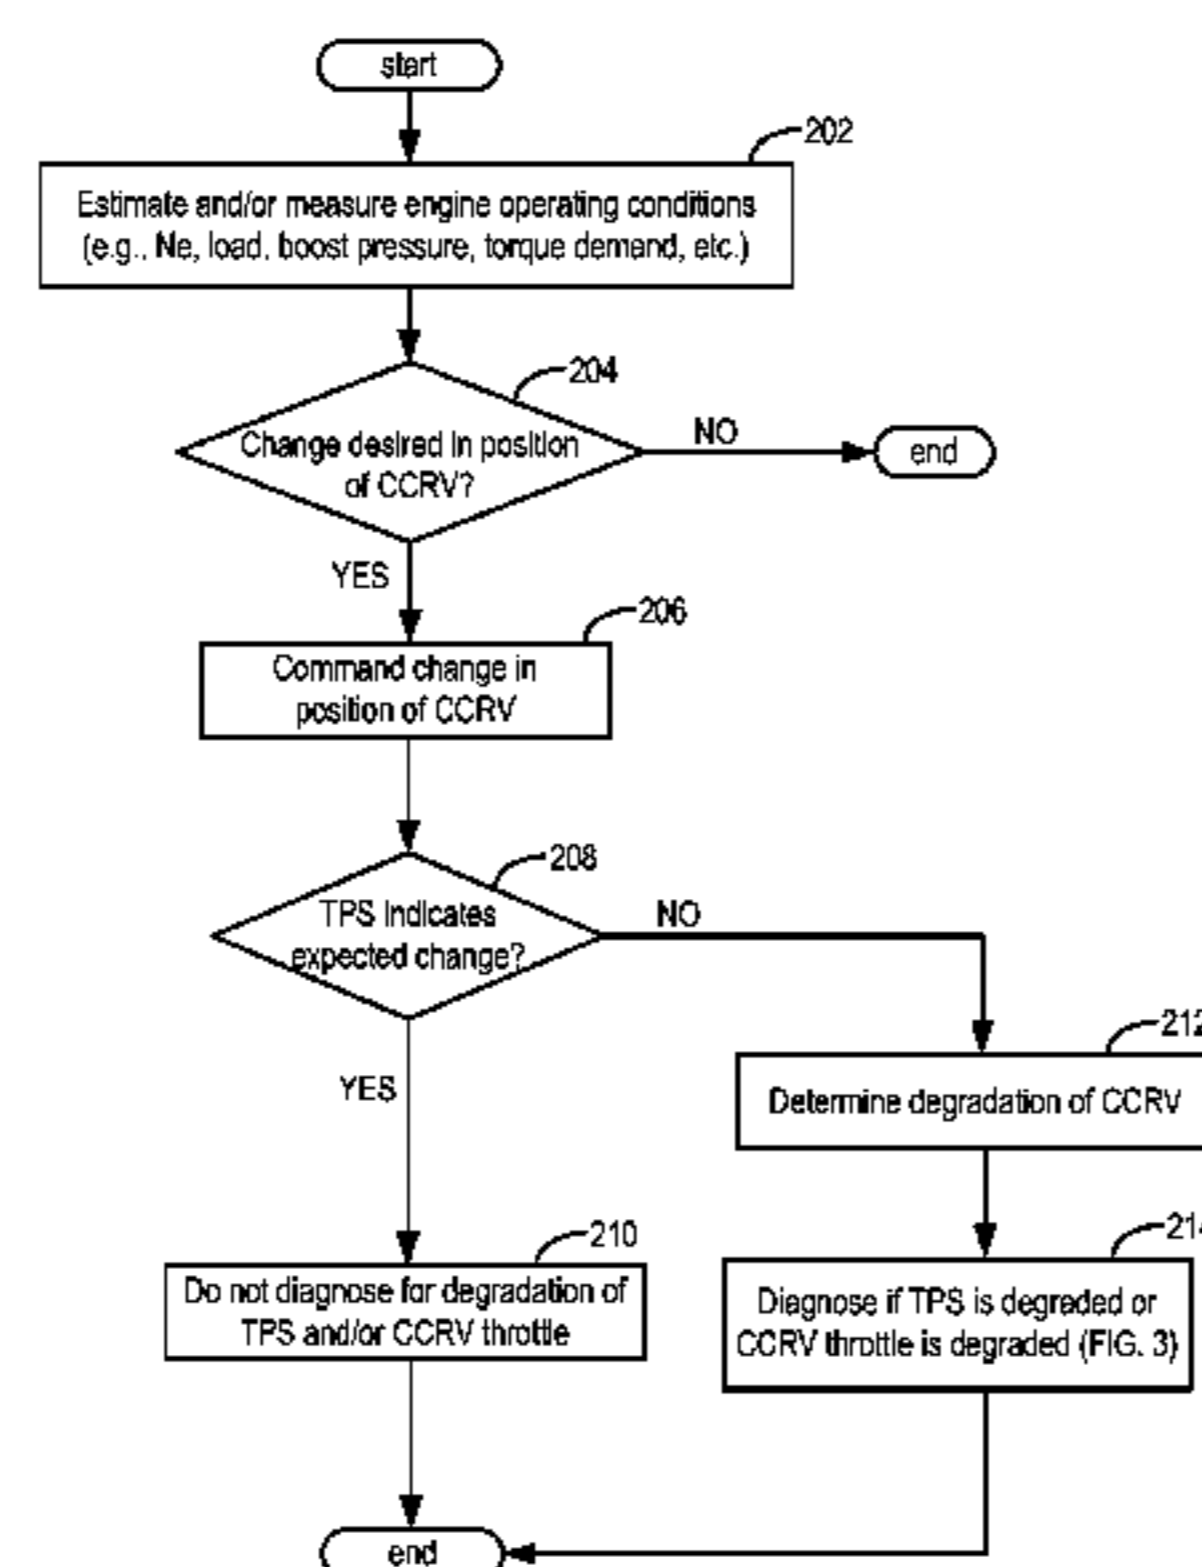 start
202
Estimate and/or measure engine operating conditions
(e.g., Ne, load, boost pressure, torque demand, etc.)
204
Change desired in position
of CCRV?
NO
end
YES
206
Command change in
position of CCRV
208
TPS indicates
expected change?
NO
YES
212
Determine degradation of CCRV
210
Do not diagnose for degradation of
TPS and/or CCRV throttle
214
Diagnose if TPS is degraded or
CCRV throttle is degraded (FIG. 3)
end